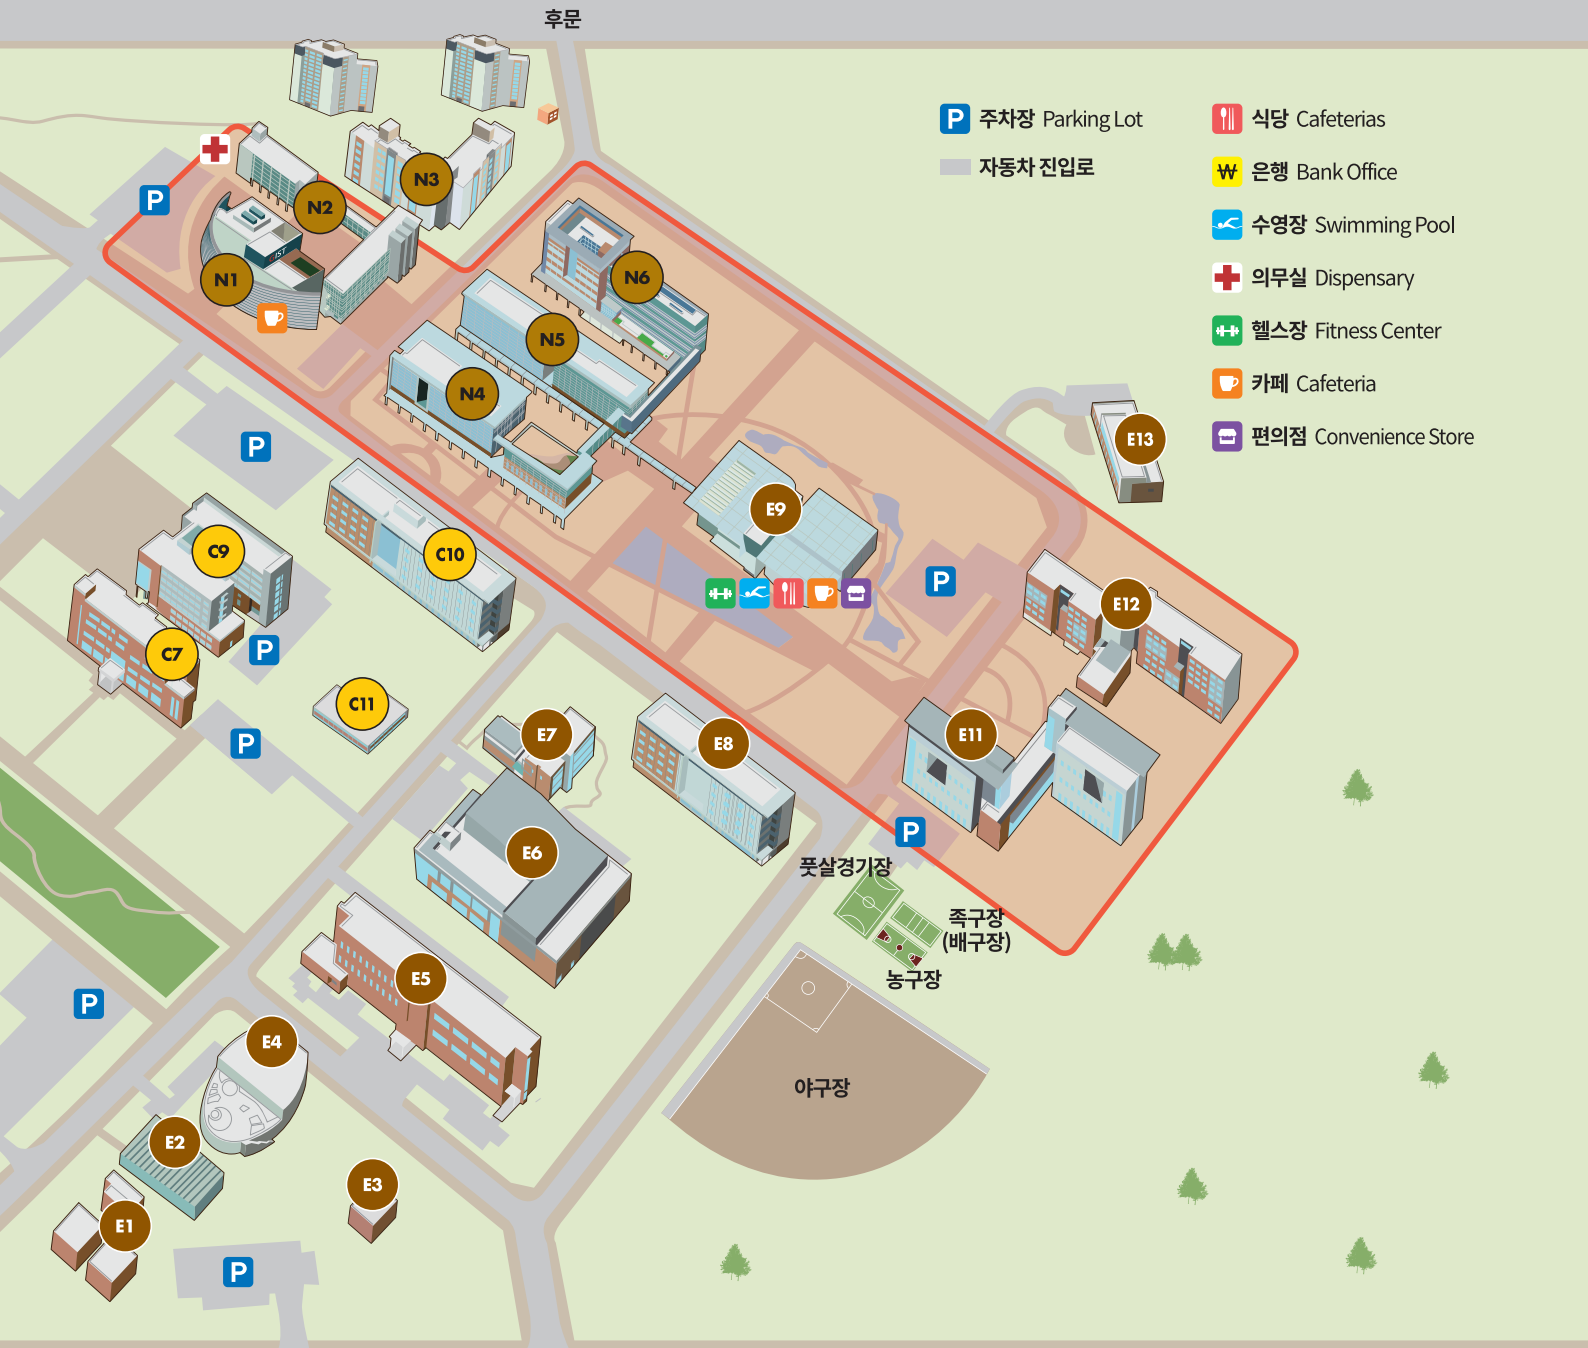 후문
P 주차장 Parking Lot
자동차 진입로
식당 Cafeterias
₩ 은행 Bank Office
수영장 Swimming Pool
의무실 Dispensary
헬스장 Fitness Center
카페 Cafeteria
편의점 Convenience Store
P
N2
N3
N1
N6
N5
N4
P
E13
C9
C10
E9
P
E12
C7
P
C11
P
E7
E8
E11
P
E6
풋살경기장
족구장
(배구장)
농구장
E5
P
E4
야구장
E2
E3
E1
P